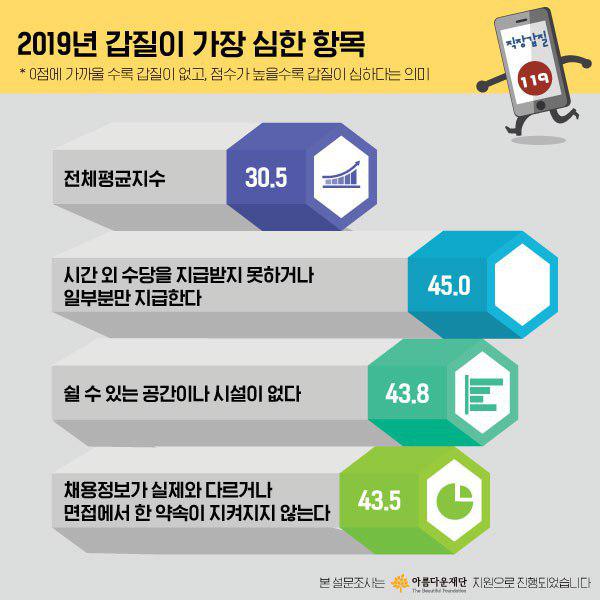 2019년 갑질이 가장 심한 항목
* 0점에 가까울 수록 갑질이 없고, 점수가 높을수록 갑질이 심하다는 의미
직장갑질
119
전체평균지수
30.5
시간 외 수당을 지급받지 못하거나
일부분만 지급한다
45.0
쉴 수 있는 공간이나 시설이 없다
43.8
채용정보가 실제와 다르거나
면접에서 한 약속이 지켜지지 않는다
43.5
본 설문조사는 아름다운재단 지원으로 진행되었습니다
The Beautiful Foundation